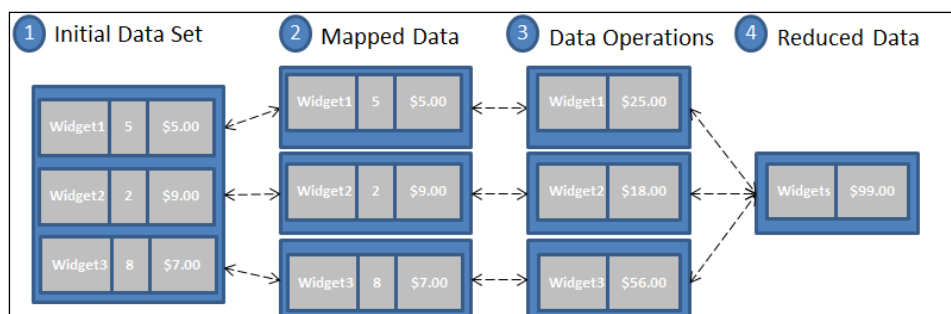 1 Initial Data Set
2 Mapped Data
3 Data Operations
4 Reduced Data
Widget1 5 $5.00
Widget2 2 $9.00
Widget3 8 $7.00
Widget1 5 $5.00
Widget2 2 $9.00
Widget3 8 $7.00
Widget1 $25.00
Widget2 $18.00
Widget3 $56.00
Widgets $99.00